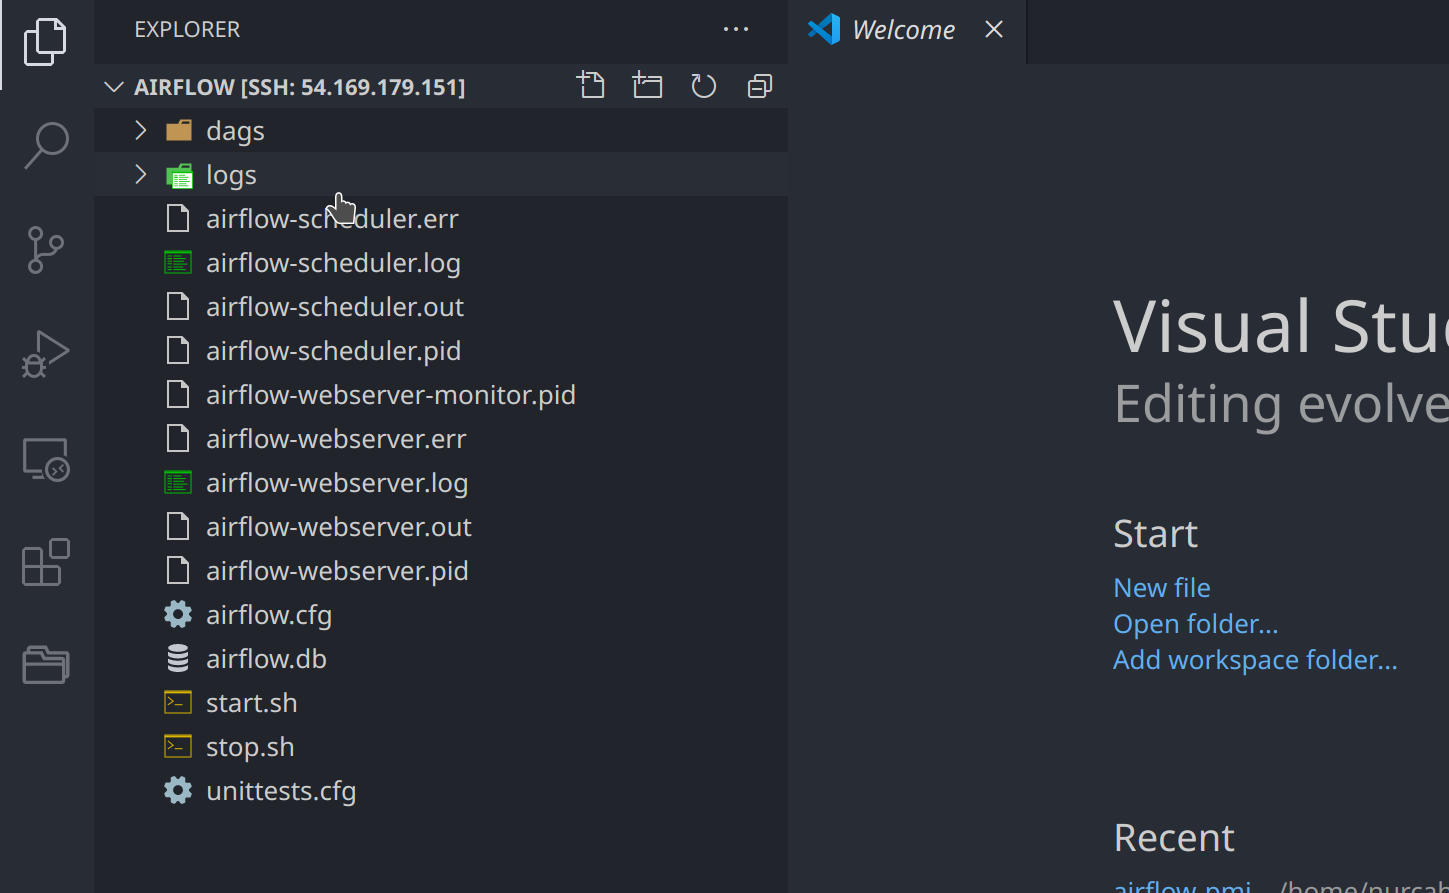 EXPLORER
Welcome
AIRFLOW [SSH: 54.169.179.151]
dags
logs
airflow-scheduler.err
airflow-scheduler.log
airflow-scheduler.out
airflow-scheduler.pid
airflow-webserver-monitor.pid
airflow-webserver.err
airflow-webserver.log
airflow-webserver.out
airflow-webserver.pid
airflow.cfg
airflow.db
start.sh
stop.sh
unittests.cfg
Visual Stu
Editing evolve
Start
New file
Open folder...
Add workspace folder...
Recent